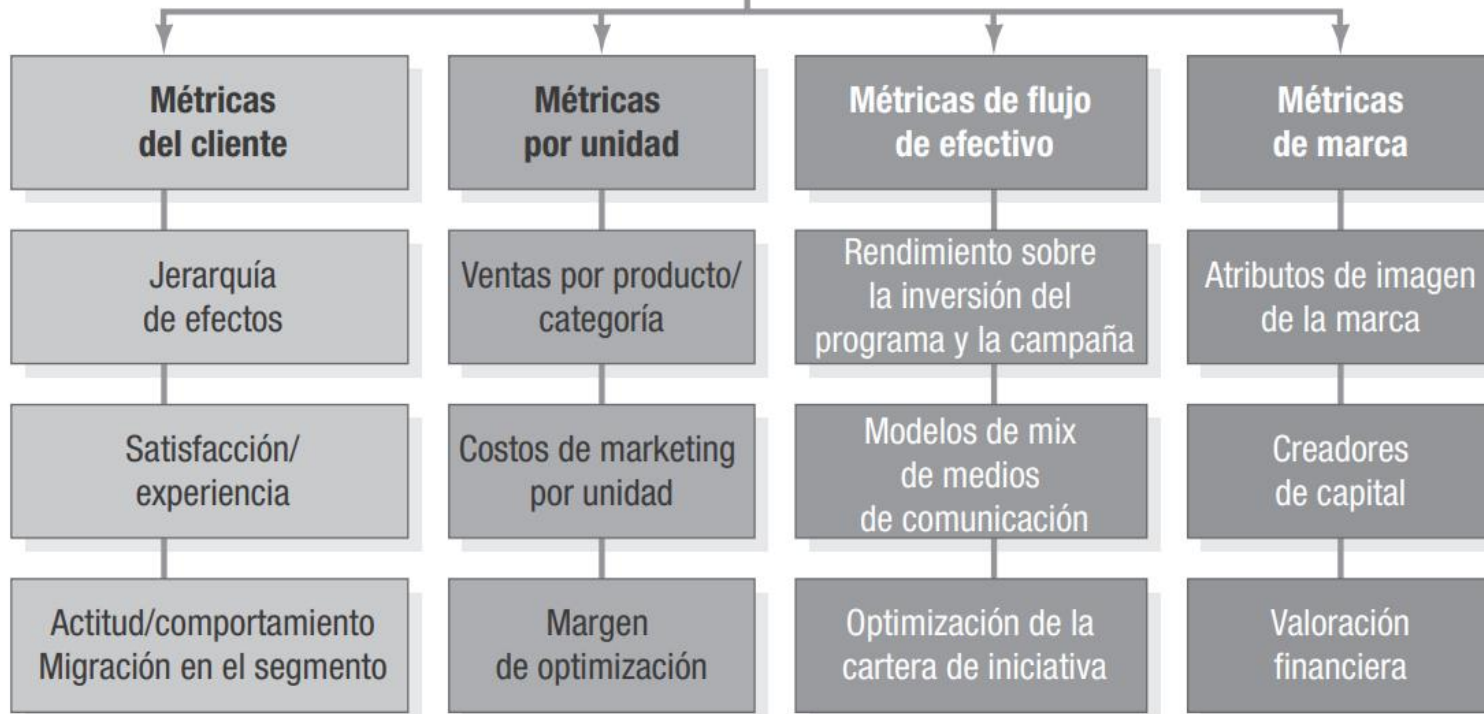 Métricas
del cliente
Jerarquía
de efectos
Satisfacción/
experiencia
Actitud/comportamiento
Migración en el segmento
Métricas
por unidad
Ventas por producto/
categoría
Costos de marketing
por unidad
Margen
de optimización
Métricas de flujo
de efectivo
Rendimiento sobre
la inversión del
programa y la campaña
Modelos de mix
de medios
de comunicación
Optimización de la
cartera de iniciativa
Métricas
de marca
Atributos de imagen
de la marca
Creadores
de capital
Valoración
financiera